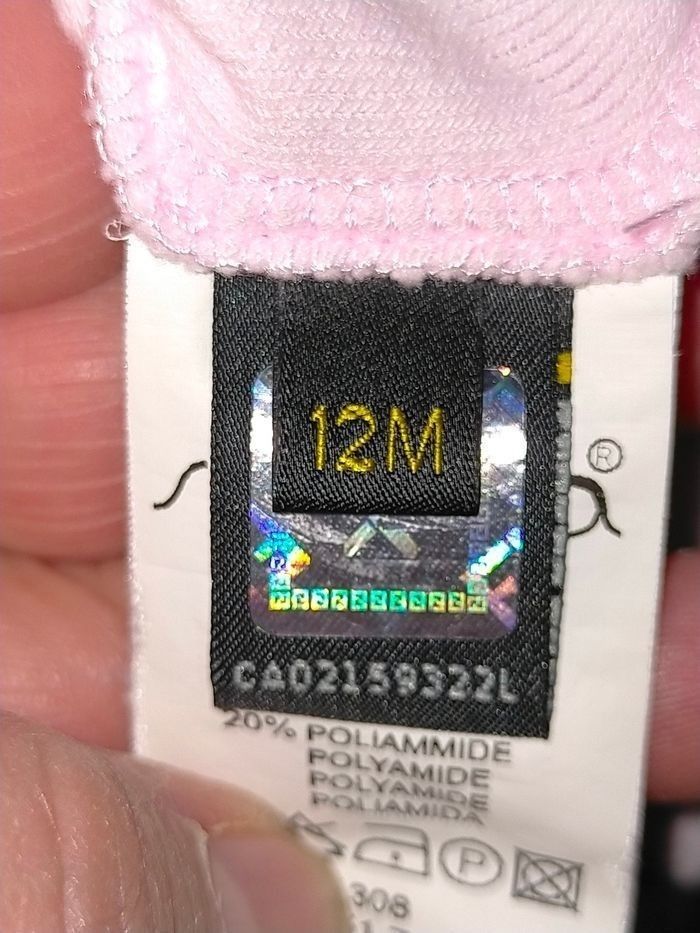 12M
®
CA02159322L
20% POLIAMMIDE
POLYAMIDE
POLYAMIDE
POLIAMIDA
P
308